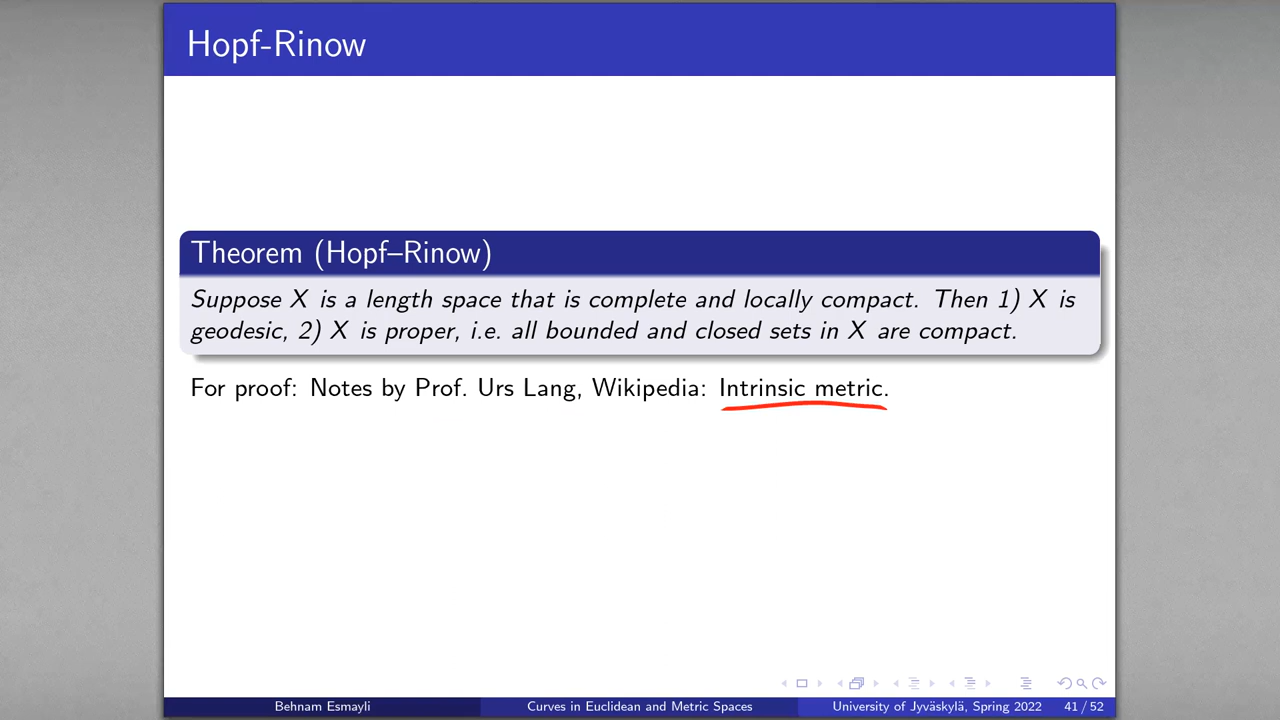 Hopf-Rinow
Theorem (Hopf–Rinow)
Suppose X is a length space that is complete and locally compact. Then 1) X is
geodesic, 2) X is proper, i.e. all bounded and closed sets in X are compact.
For proof: Notes by Prof. Urs Lang, Wikipedia: Intrinsic metric.
Behnam Esmayli Curves in Euclidean and Metric Spaces University of Jyväskylä, Spring 2022 41 / 52